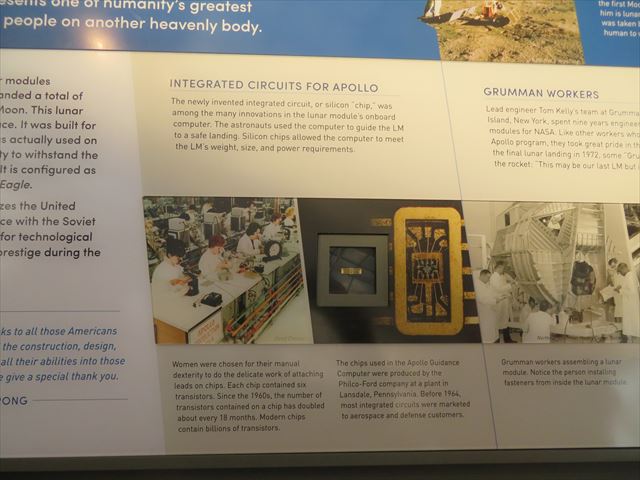 esents one of humanity's greatest
people on another heavenly body.
the first Moo
him is lunar
human to
r modules
anded a total of
Moon. This lunar
ce. It was built for
s actually used on
ty to withstand the
It is configured as
Eagle.
zes the United
ce with the Soviet
for technological
prestige during the
ks to all those Americans
the construction, design,
all their abilities into those
e give a special thank you.
RONG
INTEGRATED CIRCUITS FOR APOLLO
The newly invented integrated circuit, or silicon "chip," was
among the many innovations in the lunar module's onboard
computer. The astronauts used the computer to guide the LM
to a safe landing. Silicon chips allowed the computer to meet
the LM's weight, size, and power requirements.
Women were chosen for their manual
dexterity to do the delicate work of attaching
leads on chips. Each chip contained six
transistors. Since the 1960s, the number of
transistors contained on a chip has doubled
about every 18 months. Modern chips
contain billions of transistors.
The chips used in the Apollo Guidance
Computer were produced by the
Philco-Ford company at a plant in
Lansdale, Pennsylvania. Before 1964,
most integrated circuits were marketed
to aerospace and defense customers.
GRUMMAN WORKERS
Lead engineer Tom Kelly's team at Grumma
Island, New York, spent nine years engineer
modules for NASA. Like other workers who
Apollo program, they took great pride in th
the final lunar landing in 1972, some "Gru
the rocket: "This may be our last LM but i
Grumman workers assembling a lunar
module. Notice the person installing
fasteners from inside the lunar module.